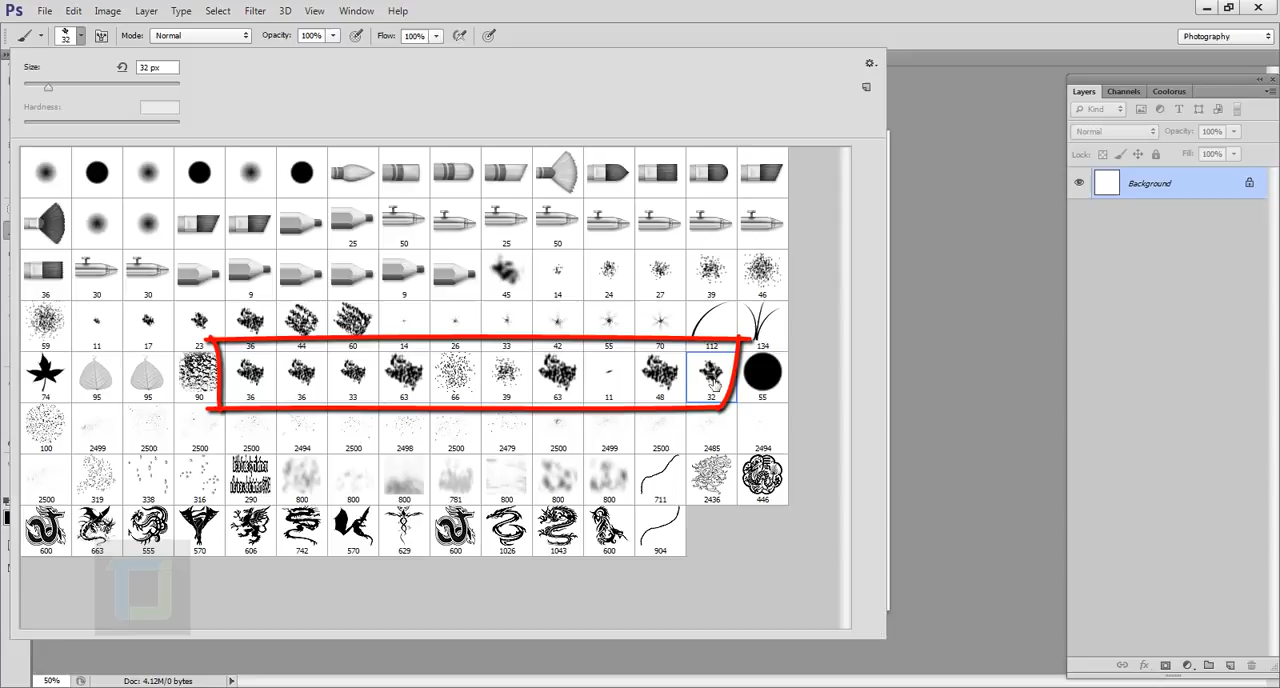 Ps File Edit Image Layer Type Select Filter 3D View Window Help
32 Mode: Normal Opacity: 100% Flow: 100% Photography
Size: 32 px
Hardness:
Layers Channels Coolorus
Kind
Normal Opacity: 100%
Lock: Fill: 100%
Background
25 50 25 50
36 30 30 9 9 45 14 24 27 39 46
59 11 17 23 36 44 60 14 26 33 42 55 70 112 134
74 95 95 90 36 36 33 63 66 39 63 11 48 32 55
100 2499 2500 2500 2494 2500 2498 2500 2479 2500 2499 2500 2485 2494
2500 319 338 316 290 800 800 800 781 800 800 800 711 2436 446
600 663 555 570 606 742 570 629 600 1026 1043 600 904
50% Doc: 4.12M/0 bytes